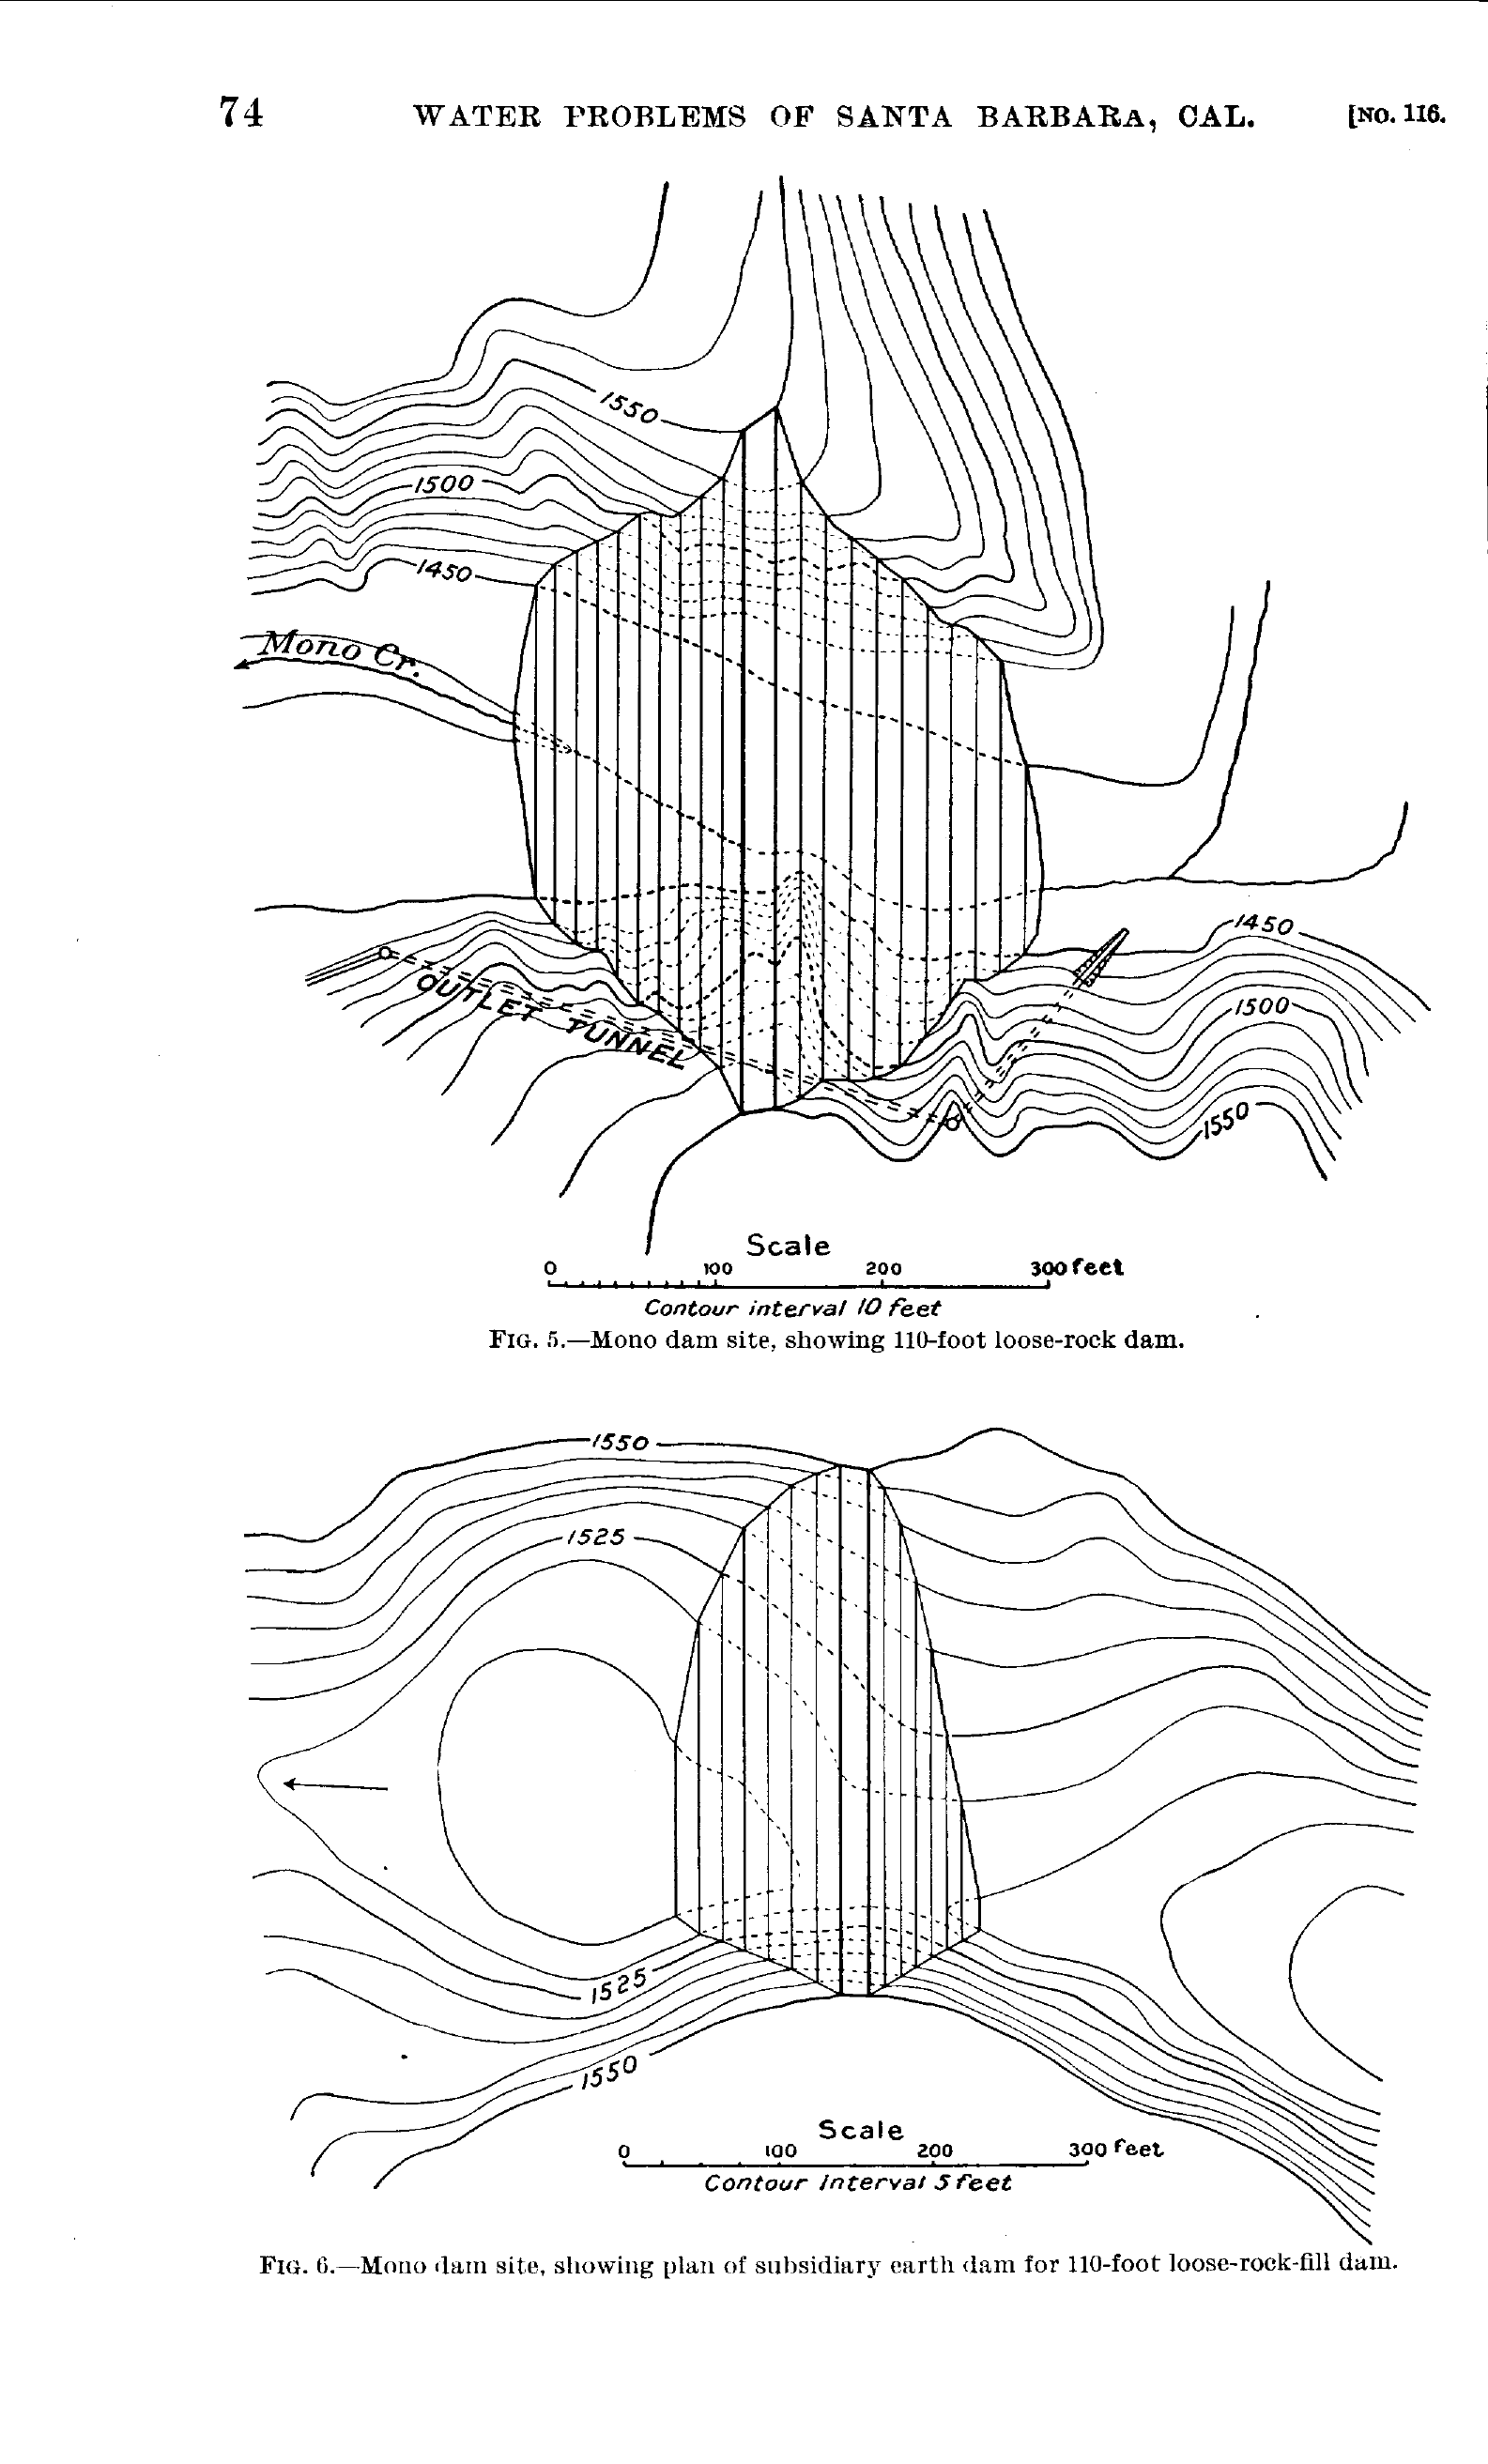 74 WATER PROBLEMS OF SANTA BARBARA, CAL. [NO. 116.
1550
1500
1450
Mono Cr.
1450
OUTLET TUNNEL
1500
1550
Scale
0 100 200 300 feet
Contour interval 10 feet
FIG. 5.—Mono dam site, showing 110-foot loose-rock dam.
1550
1525
1525
1550
Scale
0 100 200 300 feet
Contour interval 5 feet
FIG. 6.—Mono dam site, showing plan of subsidiary earth dam for 110-foot loose-rock-fill dam.